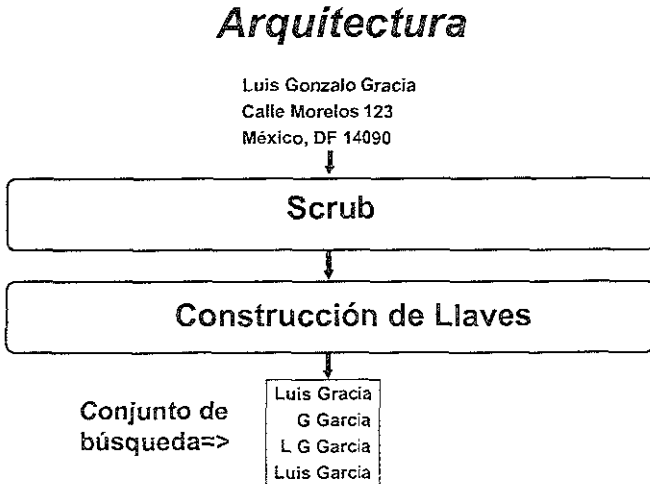 Arquitectura
Luis Gonzalo Gracia
Calle Morelos 123
México, DF 14090
Scrub
Construcción de Llaves
Conjunto de
búsqueda=>
Luis Gracia
G Garcia
L G Garcia
Luis Garcia